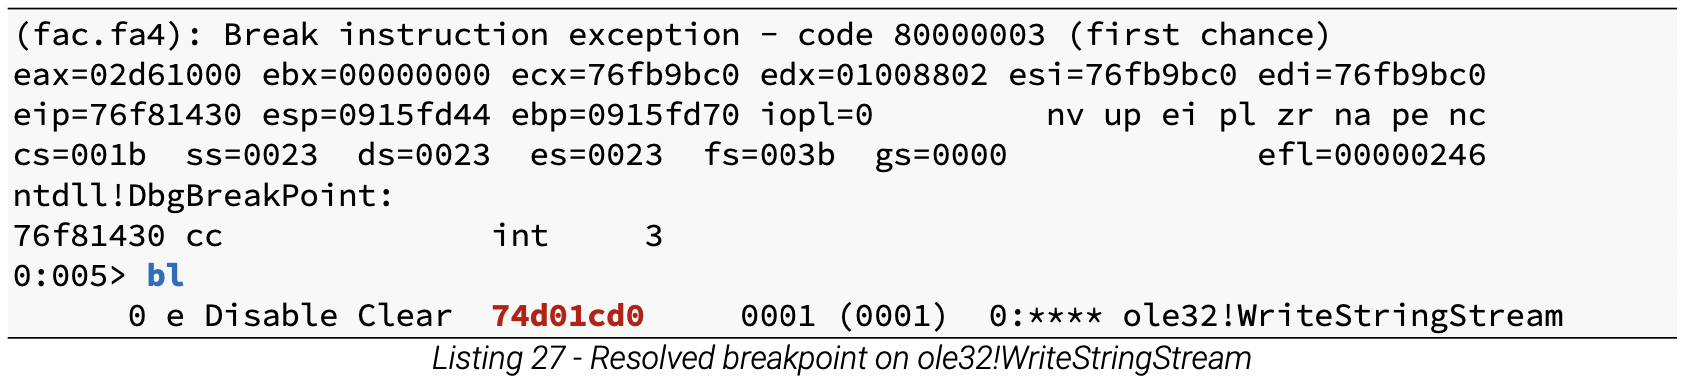 (fac.fa4): Break instruction exception - code 80000003 (first chance)
eax=02d61000 ebx=00000000 ecx=76fb9bc0 edx=01008802 esi=76fb9bc0 edi=76fb9bc0
eip=76f81430 esp=0915fd44 ebp=0915fd70 iopl=0         nv up ei pl zr na pe nc
cs=001b  ss=0023  ds=0023  es=0023  fs=003b  gs=0000             efl=00000246
ntdll!DbgBreakPoint:
76f81430 cc              int     3
0:005> bl
      0 e Disable Clear  74d01cd0     0001 (0001)  0:**** ole32!WriteStringStream
Listing 27 - Resolved breakpoint on ole32!WriteStringStream